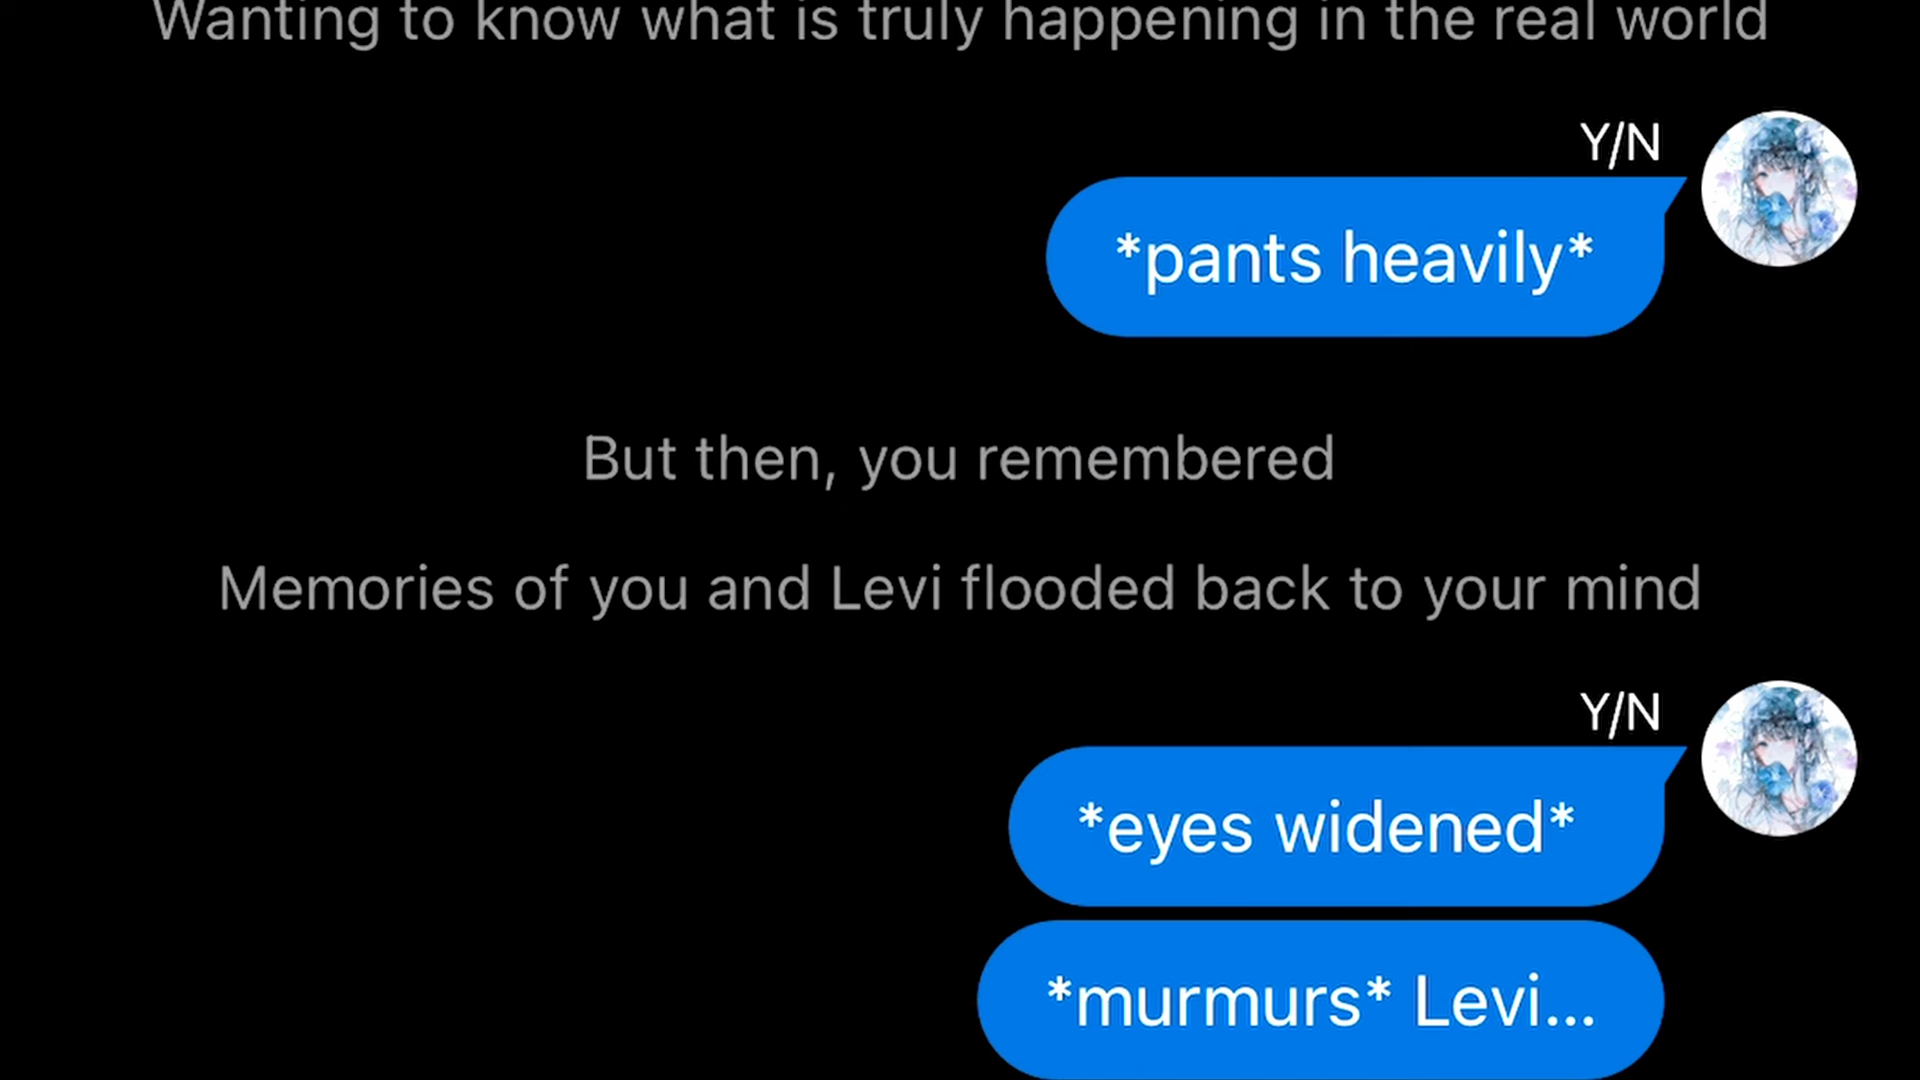 Wanting to know what is truly happening in the real world
Y/N
*pants heavily*
But then, you remembered
Memories of you and Levi flooded back to your mind
Y/N
*eyes widened*
*murmurs* Levi...